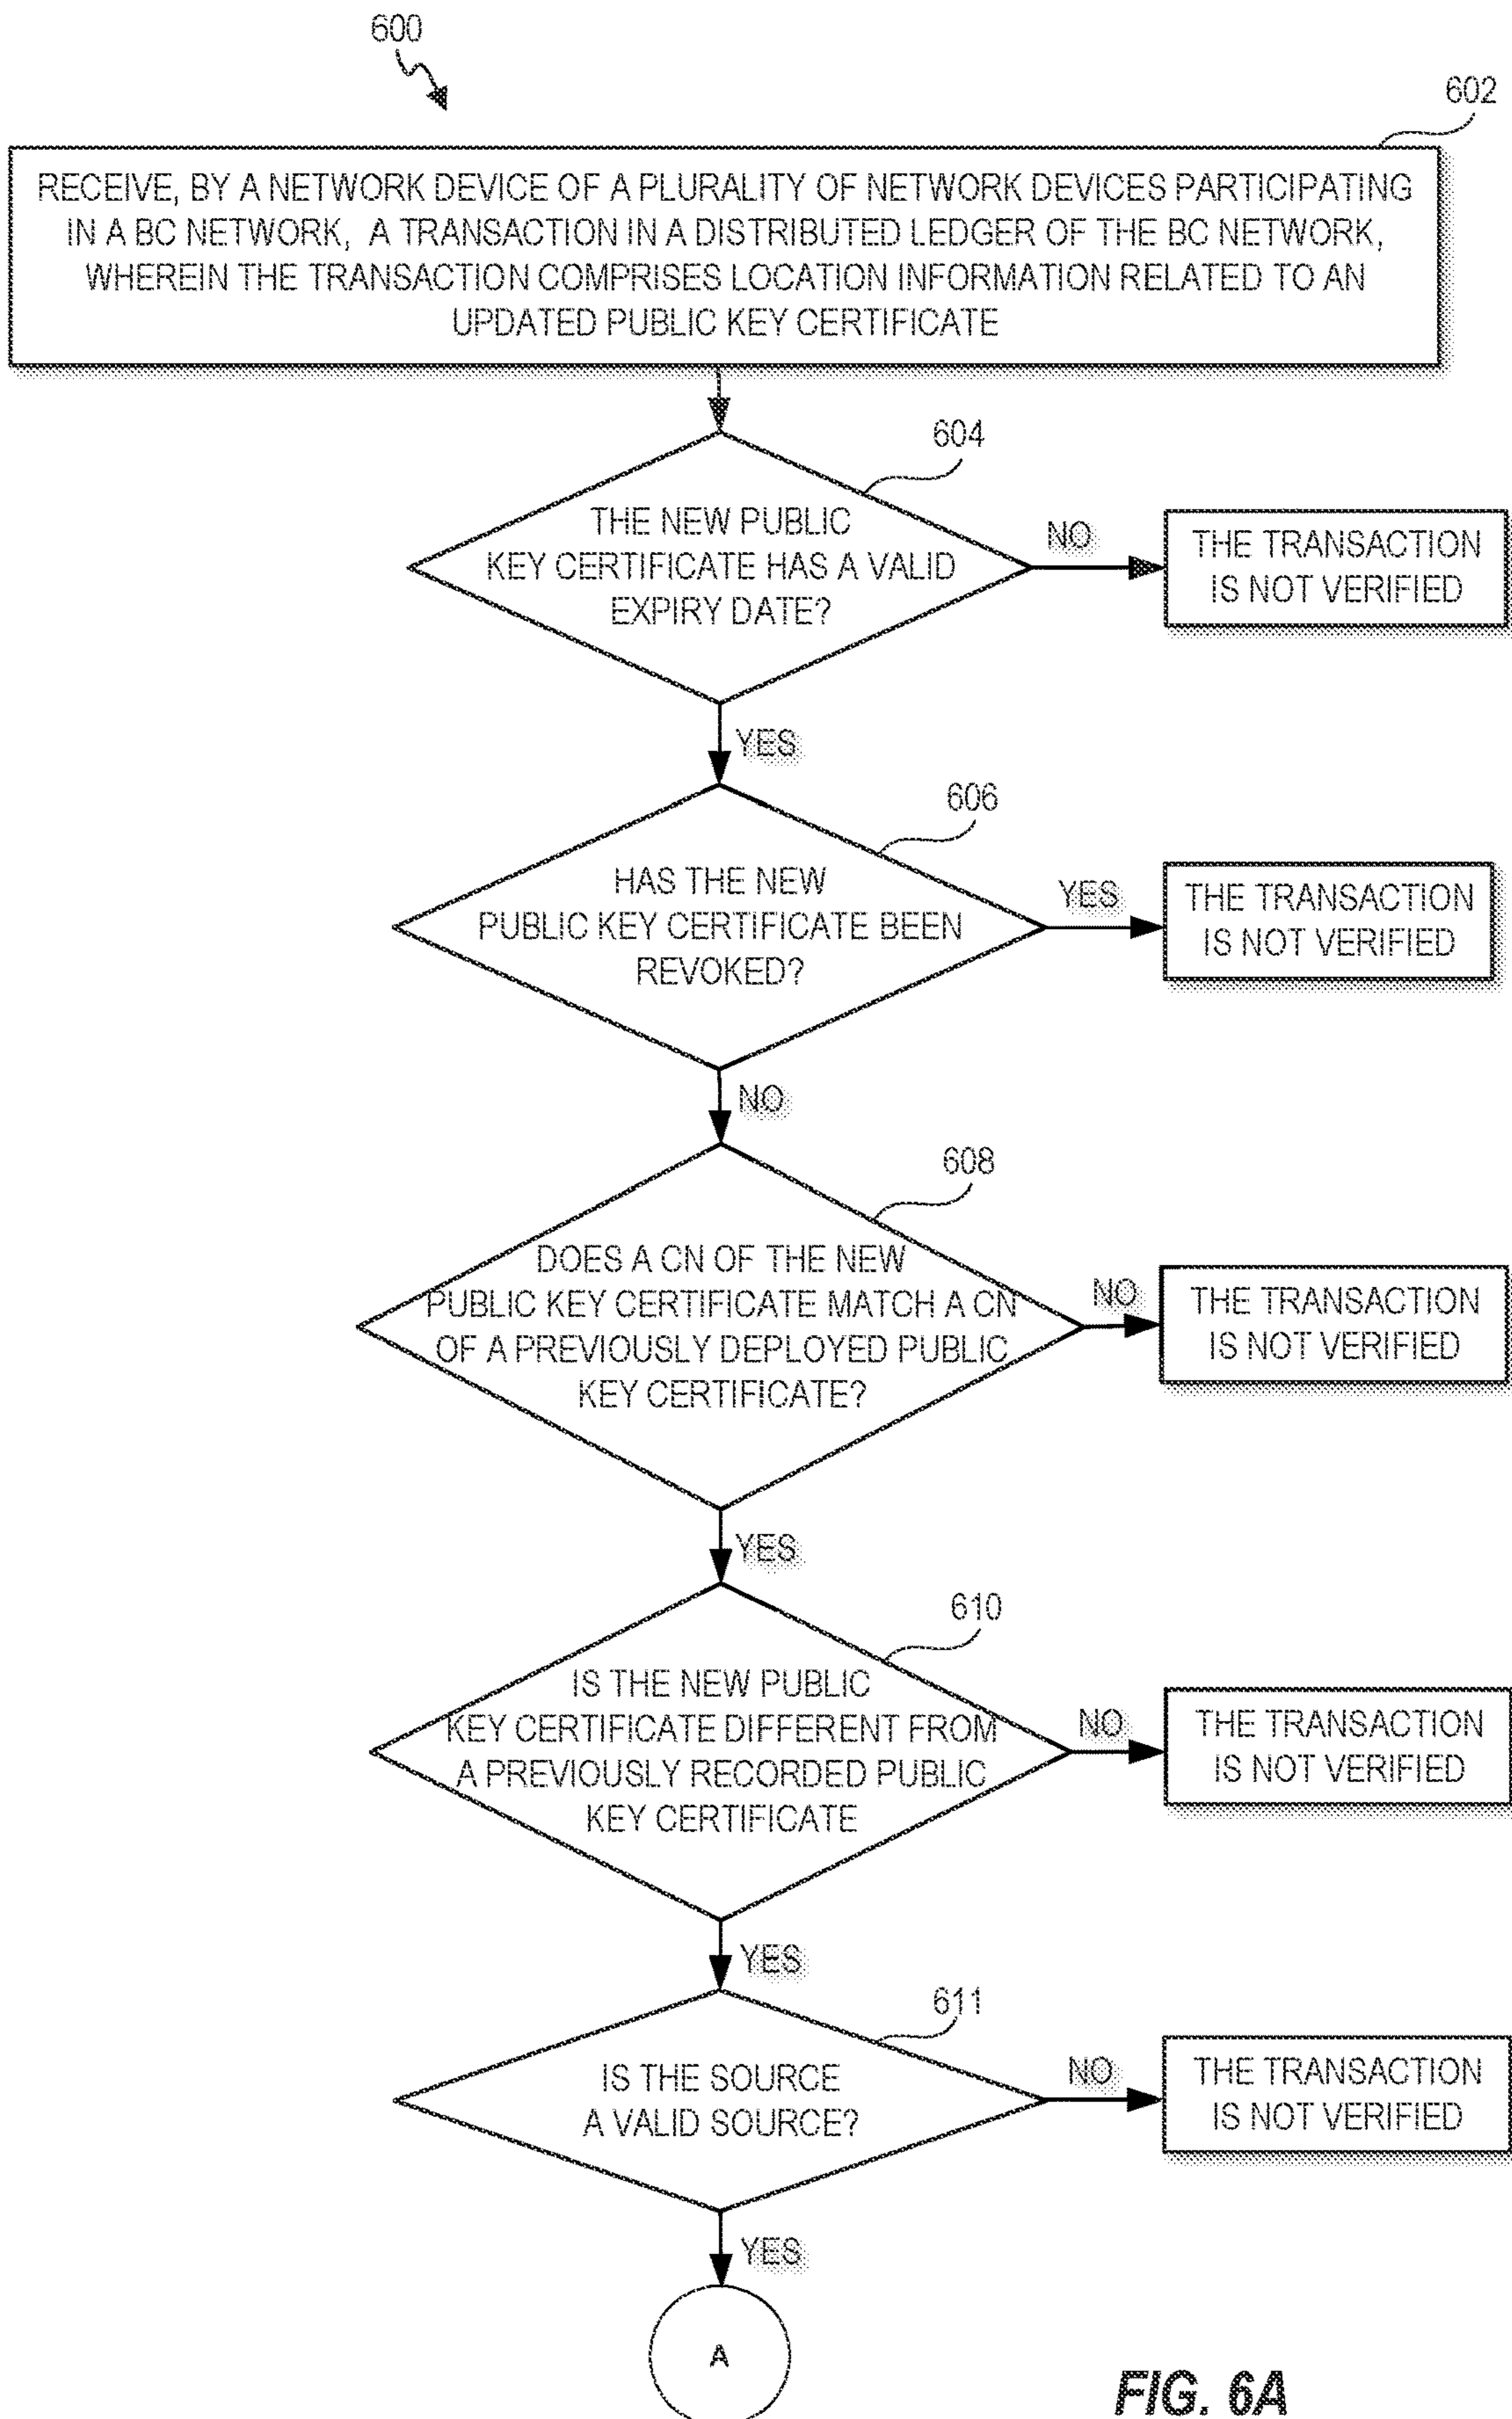 600
602
RECEIVE, BY A NETWORK DEVICE OF A PLURALITY OF NETWORK DEVICES PARTICIPATING
IN A BC NETWORK, A TRANSACTION IN A DISTRIBUTED LEDGER OF THE BC NETWORK,
WHEREIN THE TRANSACTION COMPRISES LOCATION INFORMATION RELATED TO AN
UPDATED PUBLIC KEY CERTIFICATE
604
THE NEW PUBLIC
KEY CERTIFICATE HAS A VALID
EXPIRY DATE?
NO
THE TRANSACTION
IS NOT VERIFIED
YES
606
HAS THE NEW
PUBLIC KEY CERTIFICATE BEEN
REVOKED?
YES
THE TRANSACTION
IS NOT VERIFIED
NO
608
DOES A CN OF THE NEW
PUBLIC KEY CERTIFICATE MATCH A CN
OF A PREVIOUSLY DEPLOYED PUBLIC
KEY CERTIFICATE?
NO
THE TRANSACTION
IS NOT VERIFIED
YES
610
IS THE NEW PUBLIC
KEY CERTIFICATE DIFFERENT FROM
A PREVIOUSLY RECORDED PUBLIC
KEY CERTIFICATE
NO
THE TRANSACTION
IS NOT VERIFIED
YES
611
IS THE SOURCE
A VALID SOURCE?
NO
THE TRANSACTION
IS NOT VERIFIED
YES
A
FIG. 6A